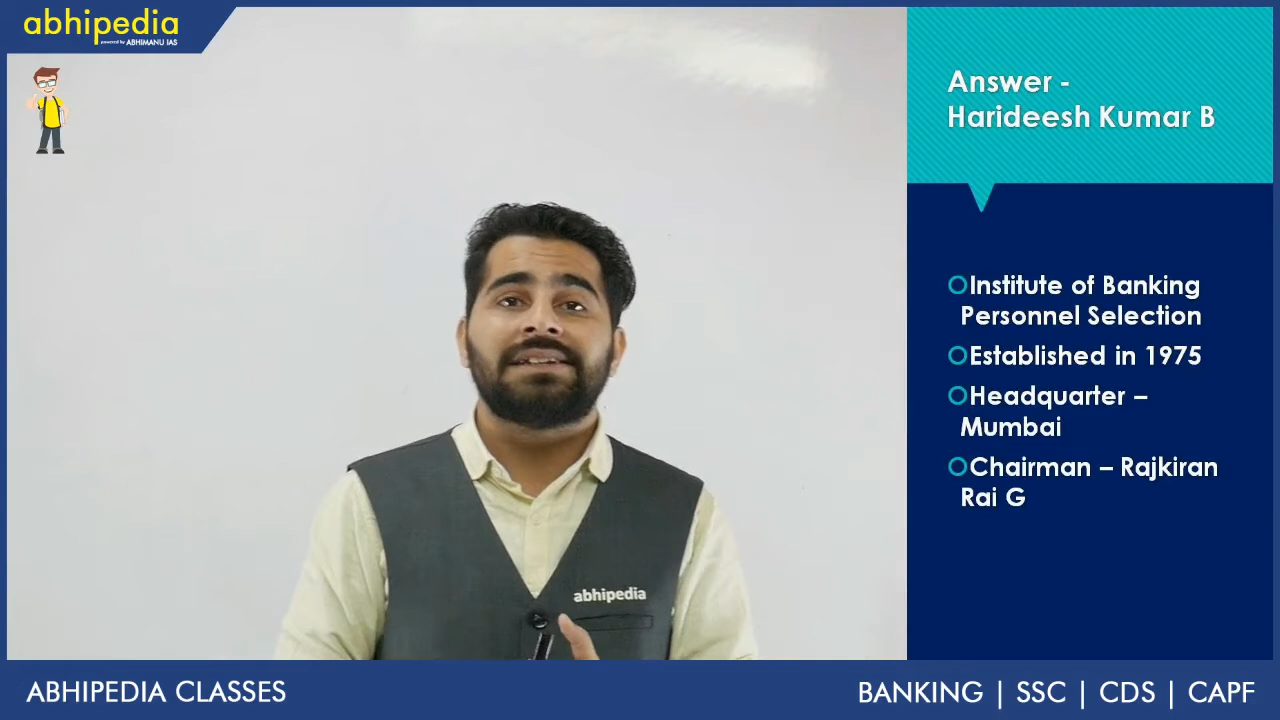 abhipedia
powered by ABHIMANU IAS
Answer -
Harideesh Kumar B
Institute of Banking
Personnel Selection
Established in 1975
Headquarter –
Mumbai
Chairman – Rajkiran
Rai G
abhipedia
ABHIPEDIA CLASSES
BANKING | SSC | CDS | CAPF